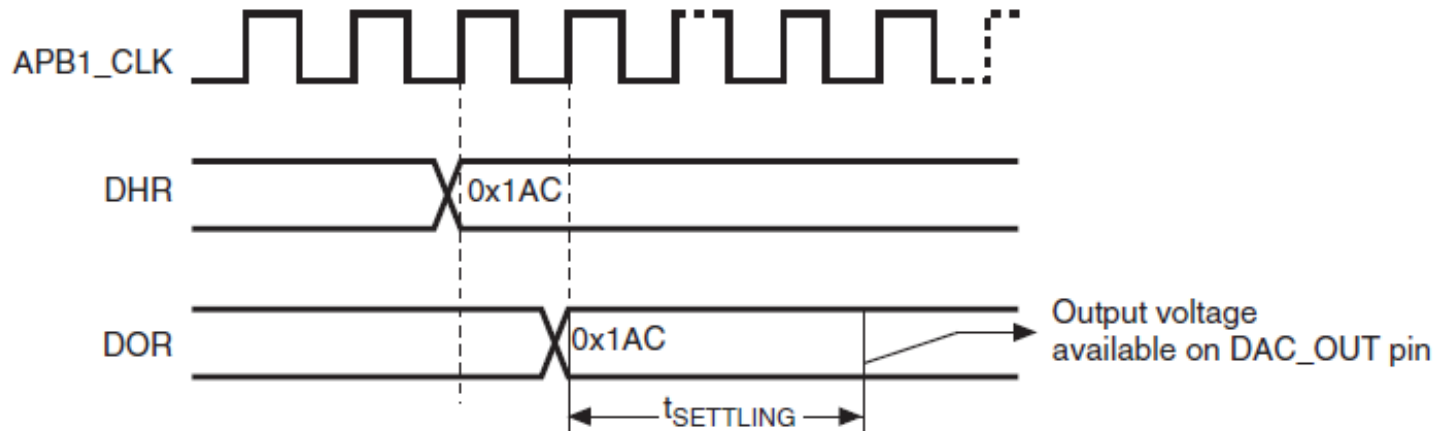 APB1_CLK
DHR
0x1AC
DOR
0x1AC
Output voltage
available on DAC_OUT pin
tSETTLING